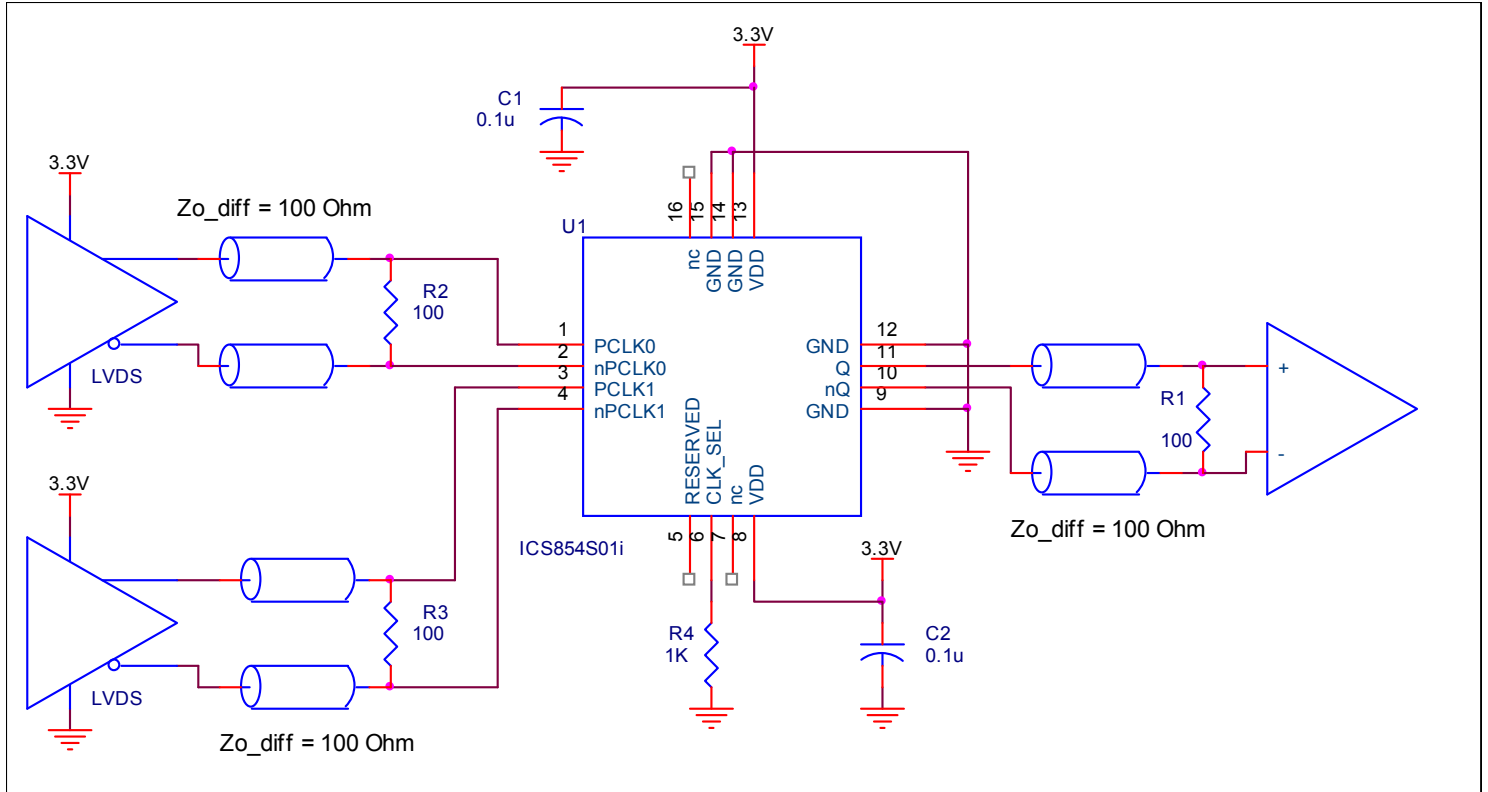 3.3V
C1
0.1u
3.3V
Zo_diff = 100 Ohm
16
15
14
13
U1
nc
GND
GND
VDD
R2
100
LVDS
1
2
3
4
PCLK0
nPCLK0
PCLK1
nPCLK1
GND
Q
nQ
GND
12
11
10
9
+
R1
100
-
Zo_diff = 100 Ohm
RESERVED
CLK_SEL
nc
VDD
5
6
7
8
ICS854S01i
3.3V
3.3V
R3
100
LVDS
Zo_diff = 100 Ohm
R4
1K
C2
0.1u